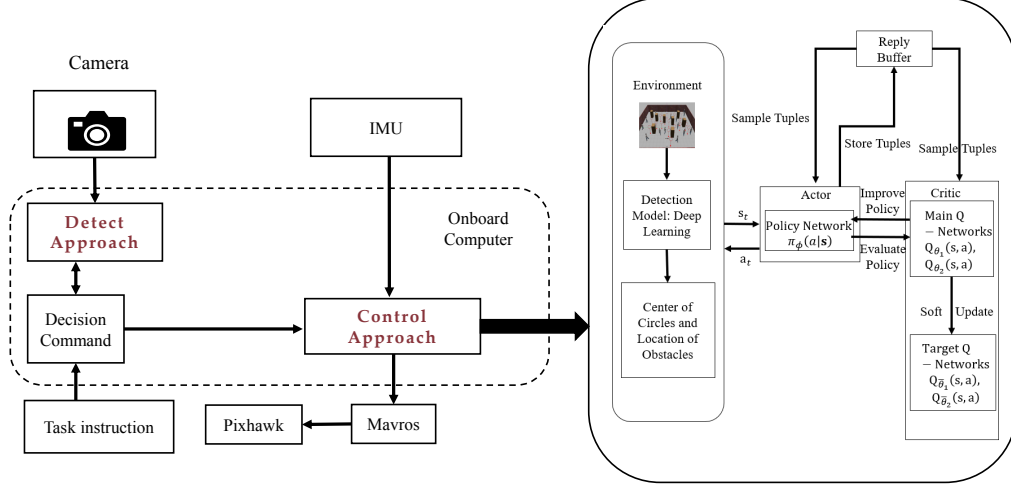 Camera
IMU
Onboard
Computer
Detect
Approach
Decision
Command
Control
Approach
Task instruction
Pixhawk
Mavros
Environment
Detection
Model: Deep
Learning
Center of
Circles and
Location of
Obstacles
s_t
a_t
Reply
Buffer
Sample Tuples
Store Tuples
Sample Tuples
Actor
Policy Network
π_ϕ(a|s)
Improve
Policy
Evaluate
Policy
Critic
Main Q
− Networks
Q_θ₁(s, a),
Q_θ₂(s, a)
Soft Update
Target Q
− Networks
Q_θ̅₁(s, a),
Q_θ̅₂(s, a)